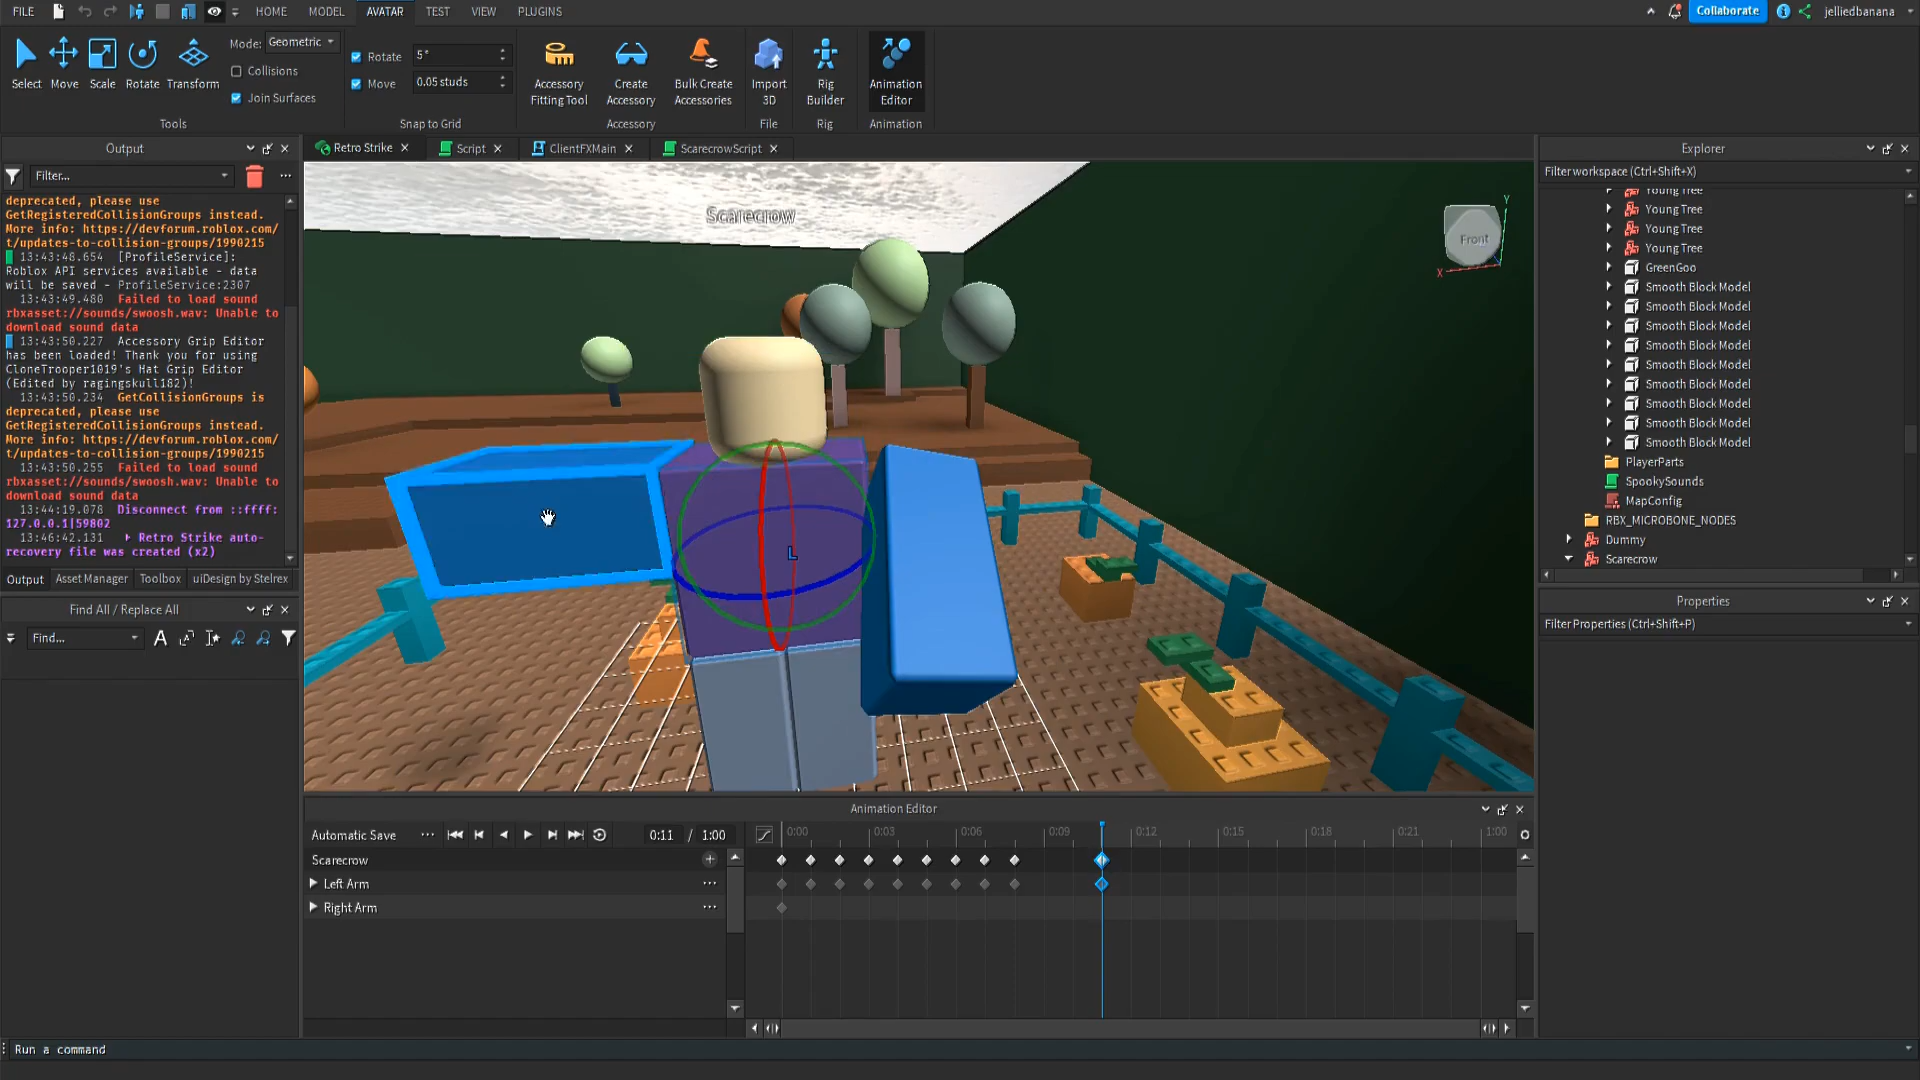 FILE
HOME
MODEL
AVATAR
TEST
VIEW
PLUGINS
Collaborate
jelliedbanana
Select
Move
Scale
Rotate
Transform
Mode:
Geometric
Collisions
Join Surfaces
Tools
Rotate
5°
Move
0.05 studs
Snap to Grid
Accessory
Fitting Tool
Create
Accessory
Bulk Create
Accessories
Accessory
Import
3D
File
Rig
Builder
Rig
Animation
Editor
Animation
Output
Filter...
deprecated, please use
GetRegisteredCollisionGroups instead.
More info: https://devforum.roblox.com/
t/updates-to-collision-groups/1990215
13:43:48.654 [ProfileService]:
Roblox API services available - data
will be saved - ProfileService:2307
13:43:49.480 Failed to load sound
rbxasset://sounds/swoosh.wav: Unable to
download sound data
13:43:50.227 Accessory Grip Editor
has been loaded! Thank you for using
CloneTrooper1019's Hat Grip Editor
(Edited by ragingskull182)!
13:43:50.234 GetCollisionGroups is
deprecated, please use
GetRegisteredCollisionGroups instead.
More info: https://devforum.roblox.com/
t/updates-to-collision-groups/1990215
13:43:50.255 Failed to load sound
rbxasset://sounds/swoosh.wav: Unable to
download sound data
13:44:19.078 Disconnect from ::ffff:
127.0.0.1|59802
13:46:42.131 Retro Strike auto-
recovery file was created (x2)
Output
Asset Manager
Toolbox
uiDesign by Stelrex
Find All / Replace All
Find...
Retro Strike
Script
ClientFXMain
ScarecrowScript
Scarecrow
Front
Y
X
L
Explorer
Filter workspace (Ctrl+Shift+X)
Young Tree
Young Tree
Young Tree
Young Tree
GreenGoo
Smooth Block Model
Smooth Block Model
Smooth Block Model
Smooth Block Model
Smooth Block Model
Smooth Block Model
Smooth Block Model
Smooth Block Model
Smooth Block Model
PlayerParts
SpookySounds
MapConfig
RBX_MICROBONE_NODES
Dummy
Scarecrow
Properties
Filter Properties (Ctrl+Shift+P)
Animation Editor
Automatic Save
0:11 / 1:00
0:00
0:03
0:06
0:09
0:12
0:15
0:18
0:21
1:00
Scarecrow
Left Arm
Right Arm
Run a command